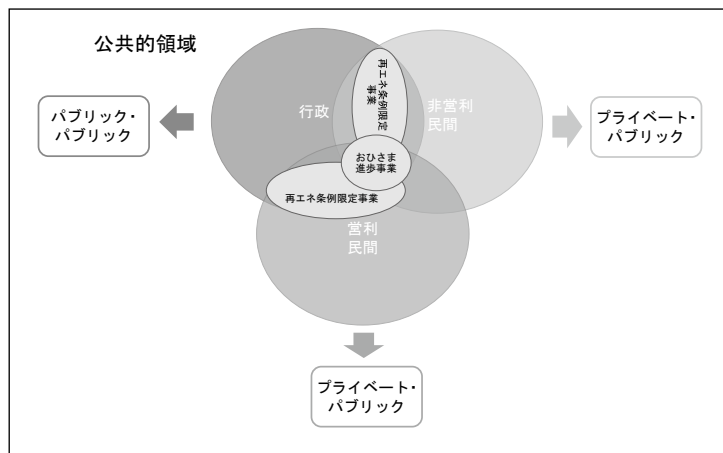 公共的領域
パブリック・
パブリック
行政
再エネ条例限定
事業
非営利
民間
プライベート・
パブリック
おひさま
進歩事業
再エネ条例限定事業
営利
民間
プライベート・
パブリック